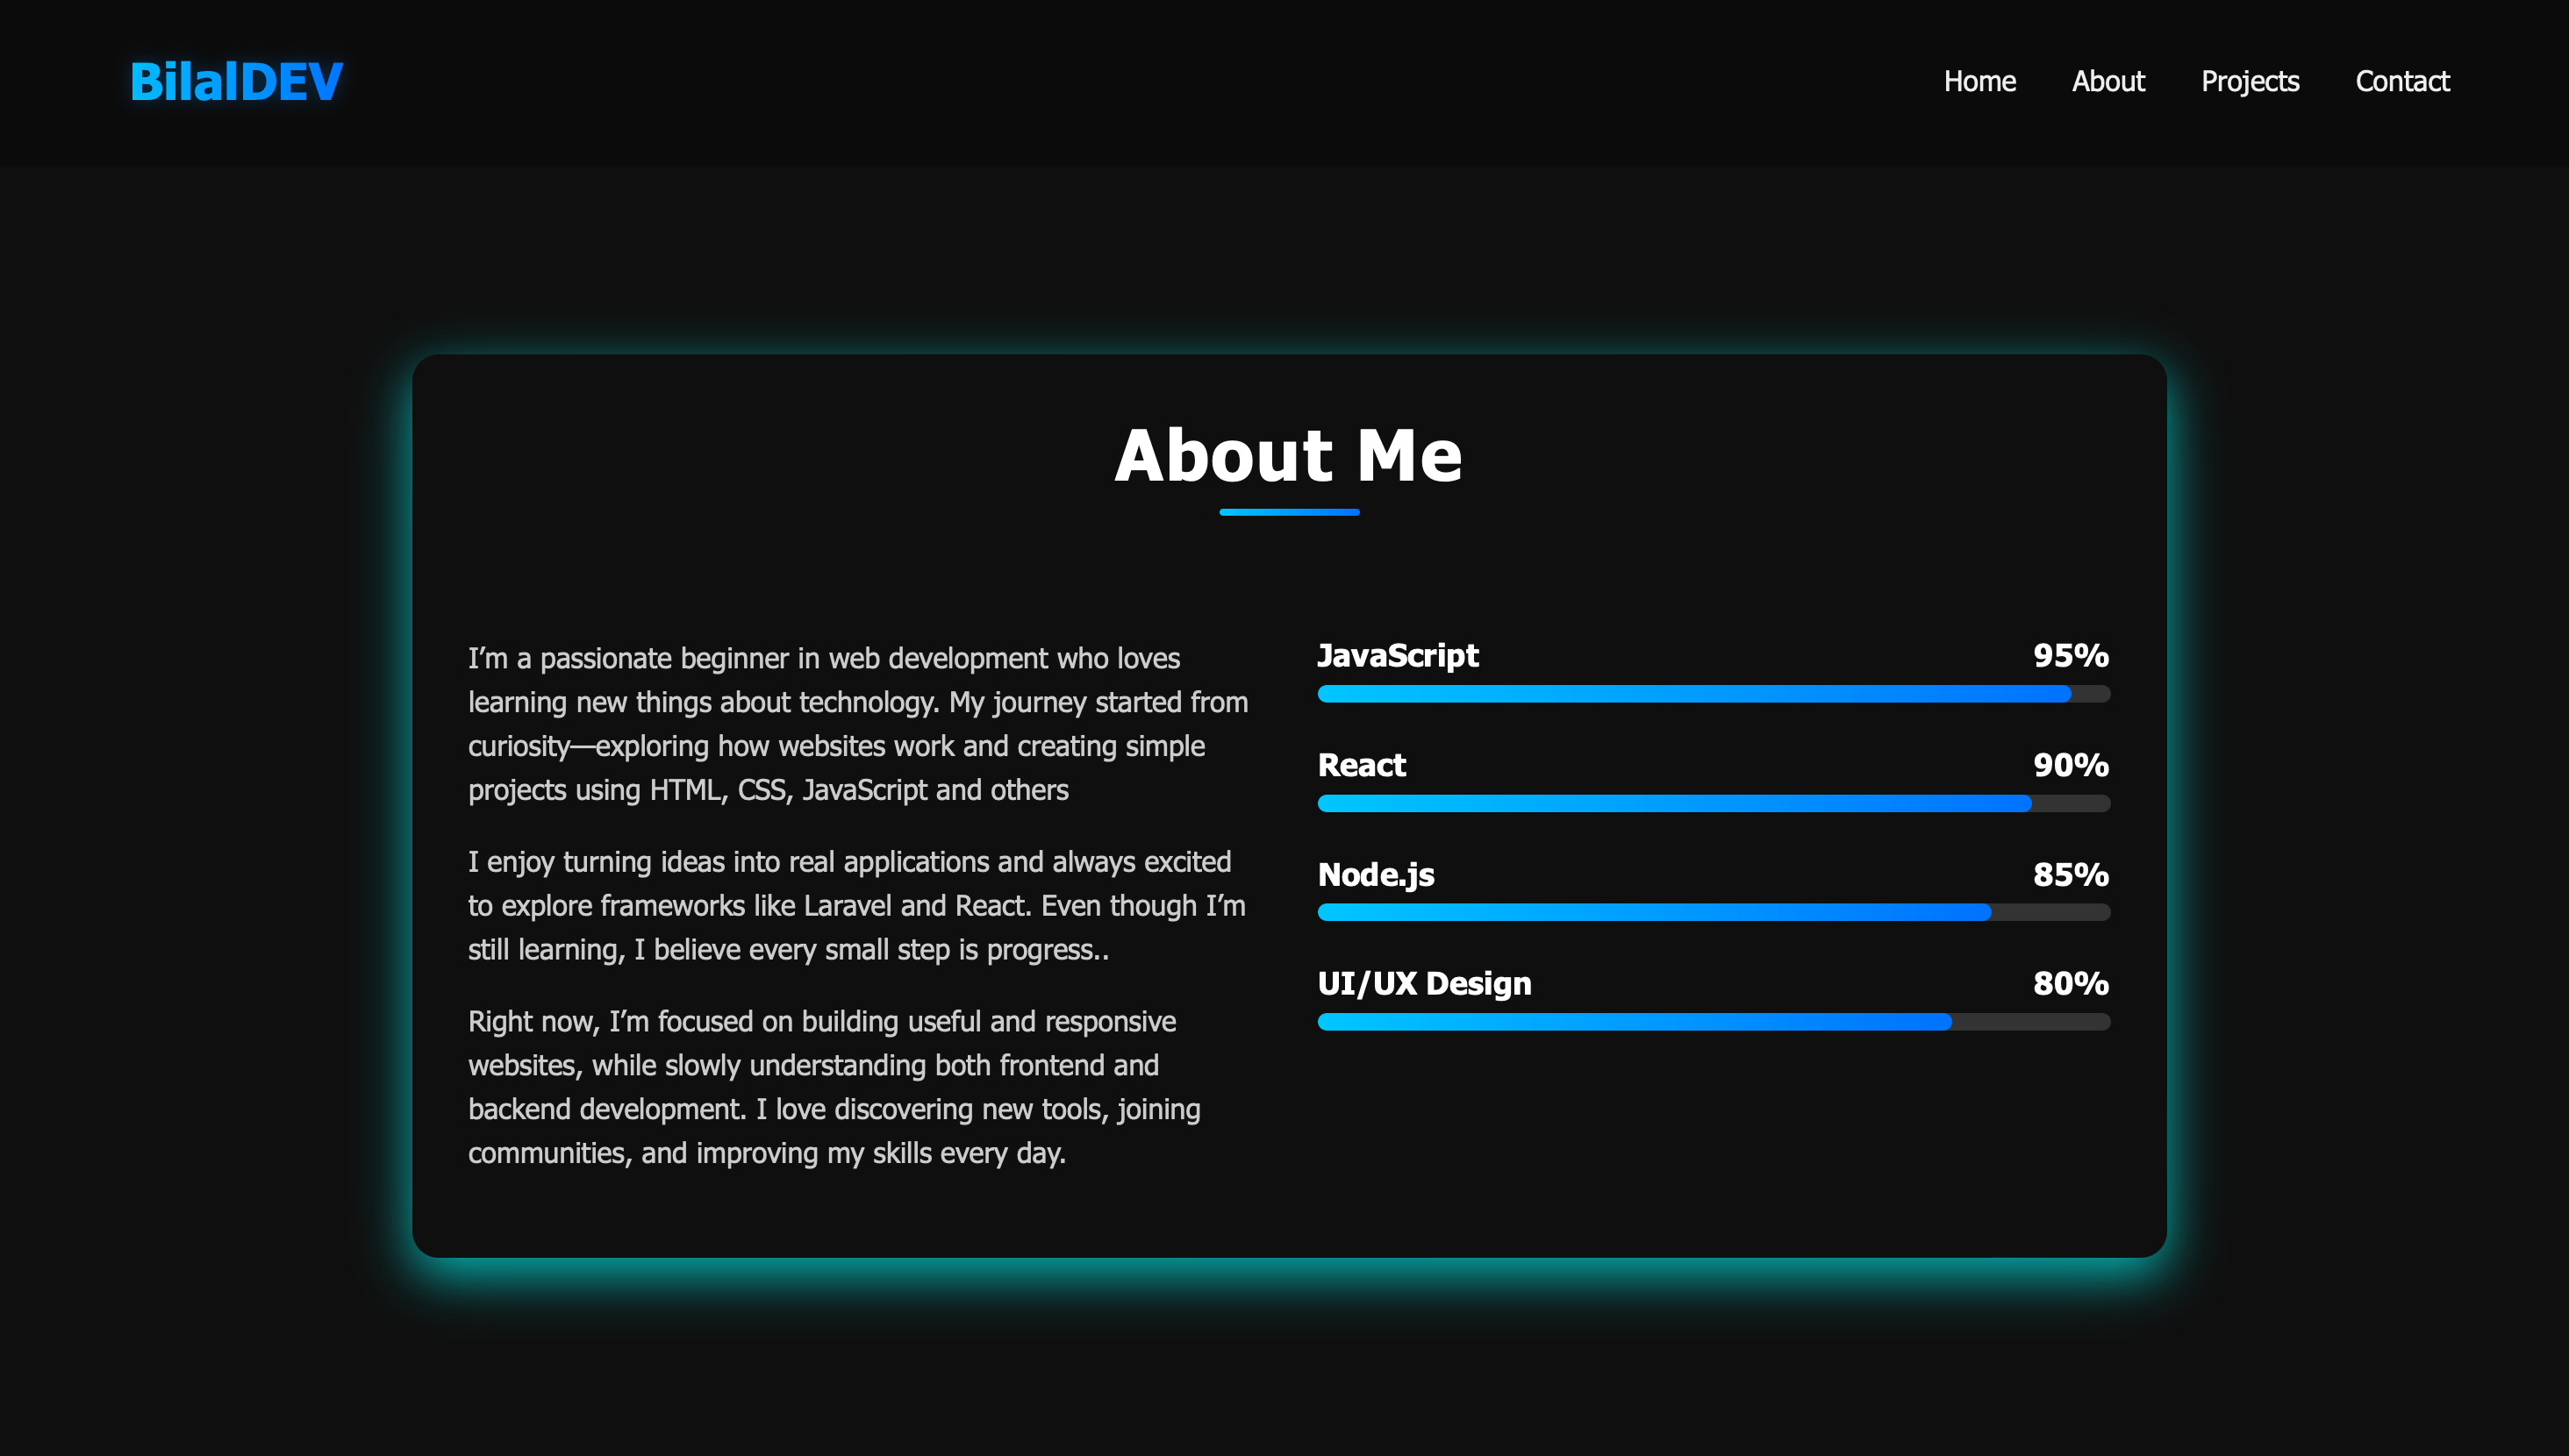 BilalDEV
Home About Projects Contact
About Me
I’m a passionate beginner in web development who loves
learning new things about technology. My journey started from
curiosity—exploring how websites work and creating simple
projects using HTML, CSS, JavaScript and others
I enjoy turning ideas into real applications and always excited
to explore frameworks like Laravel and React. Even though I’m
still learning, I believe every small step is progress..
Right now, I’m focused on building useful and responsive
websites, while slowly understanding both frontend and
backend development. I love discovering new tools, joining
communities, and improving my skills every day.
JavaScript 95%
React 90%
Node.js 85%
UI/UX Design 80%